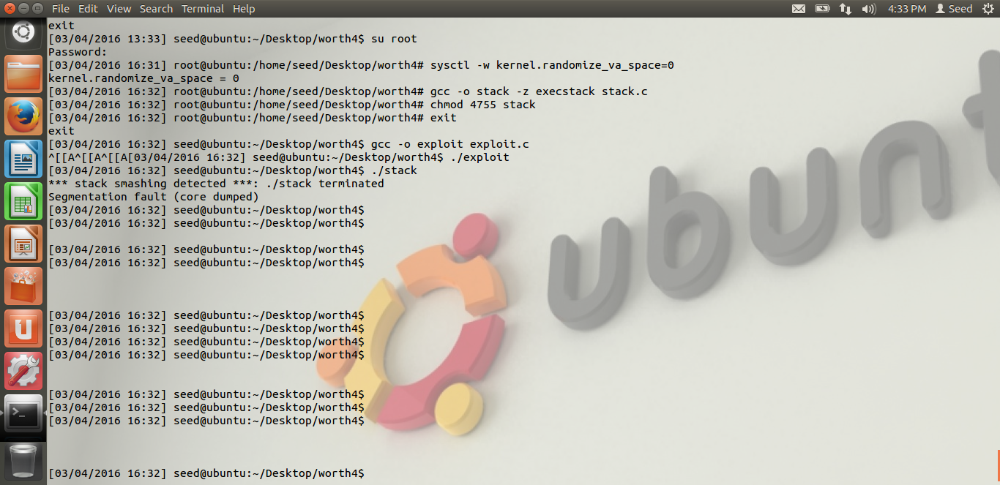 File Edit View Search Terminal Help
4:33 PM Seed
exit
[03/04/2016 13:33] seed@ubuntu:~/Desktop/worth4$ su root
Password:
[03/04/2016 16:31] root@ubuntu:/home/seed/Desktop/worth4# sysctl -w kernel.randomize_va_space=0
kernel.randomize_va_space = 0
[03/04/2016 16:32] root@ubuntu:/home/seed/Desktop/worth4# gcc -o stack -z execstack stack.c
[03/04/2016 16:32] root@ubuntu:/home/seed/Desktop/worth4# chmod 4755 stack
[03/04/2016 16:32] root@ubuntu:/home/seed/Desktop/worth4# exit
exit
[03/04/2016 16:32] seed@ubuntu:~/Desktop/worth4$ gcc -o exploit exploit.c
^[[A^[[A^[[A[03/04/2016 16:32] seed@ubuntu:~/Desktop/worth4$ ./exploit
[03/04/2016 16:32] seed@ubuntu:~/Desktop/worth4$ ./stack
*** stack smashing detected ***: ./stack terminated
Segmentation fault (core dumped)
[03/04/2016 16:32] seed@ubuntu:~/Desktop/worth4$
[03/04/2016 16:32] seed@ubuntu:~/Desktop/worth4$
[03/04/2016 16:32] seed@ubuntu:~/Desktop/worth4$
[03/04/2016 16:32] seed@ubuntu:~/Desktop/worth4$
[03/04/2016 16:32] seed@ubuntu:~/Desktop/worth4$
[03/04/2016 16:32] seed@ubuntu:~/Desktop/worth4$
[03/04/2016 16:32] seed@ubuntu:~/Desktop/worth4$
[03/04/2016 16:32] seed@ubuntu:~/Desktop/worth4$
[03/04/2016 16:32] seed@ubuntu:~/Desktop/worth4$
[03/04/2016 16:32] seed@ubuntu:~/Desktop/worth4$
[03/04/2016 16:32] seed@ubuntu:~/Desktop/worth4$
[03/04/2016 16:32] seed@ubuntu:~/Desktop/worth4$
ubunt